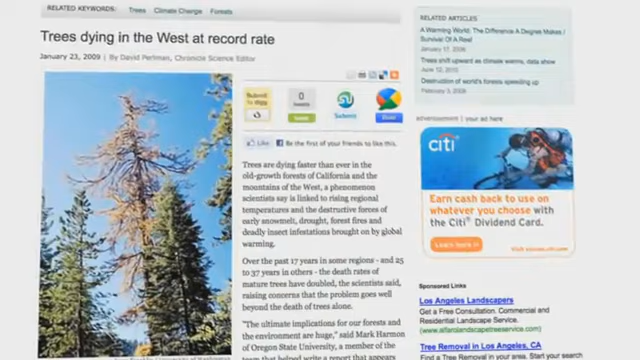 RELATED KEYWORDS: Trees Climate Change Forests
Trees dying in the West at record rate
January 23, 2009 | By David Perlman, Chronicle Science Editor
Submit to digg
0
tweets
tweet
Submit
Buzz
Like
Be the first of your friends to like this.
Trees are dying faster than ever in the
old-growth forests of California and the
mountains of the West, a phenomenon
scientists say is linked to rising regional
temperatures and the destructive forces of
early snowmelt, drought, forest fires and
deadly insect infestations brought on by global
warming.
Over the past 17 years in some regions - and 25
to 37 years in others - the death rates of
mature trees have doubled, the scientists said,
raising concerns that the problem goes well
beyond the death of trees alone.
"The ultimate implications for our forests and
the environment are huge," said Mark Harmon
of Oregon State University, a member of the
team that helped write a report that appears
RELATED ARTICLES
A Warming World: The Difference A Degree Makes /
Survival Of A Reef
January 17, 2006
Trees shift upward as climate warms, data show
Destruction of world's forests speeding up
February 3, 2006
advertisement | your ad here
citi
Earn cash back to use on
whatever you choose with
the Citi® Dividend Card.
Learn more >>
Visit citi.com
Sponsored Links
Los Angeles Landscapers
Get a Free Consultation. Commercial and
Residential Landscape Service.
(www.alfarolandscapetreeservice.com)
Tree Removal in Los Angeles, CA
Find a Tree Removal in your Area. Start your search